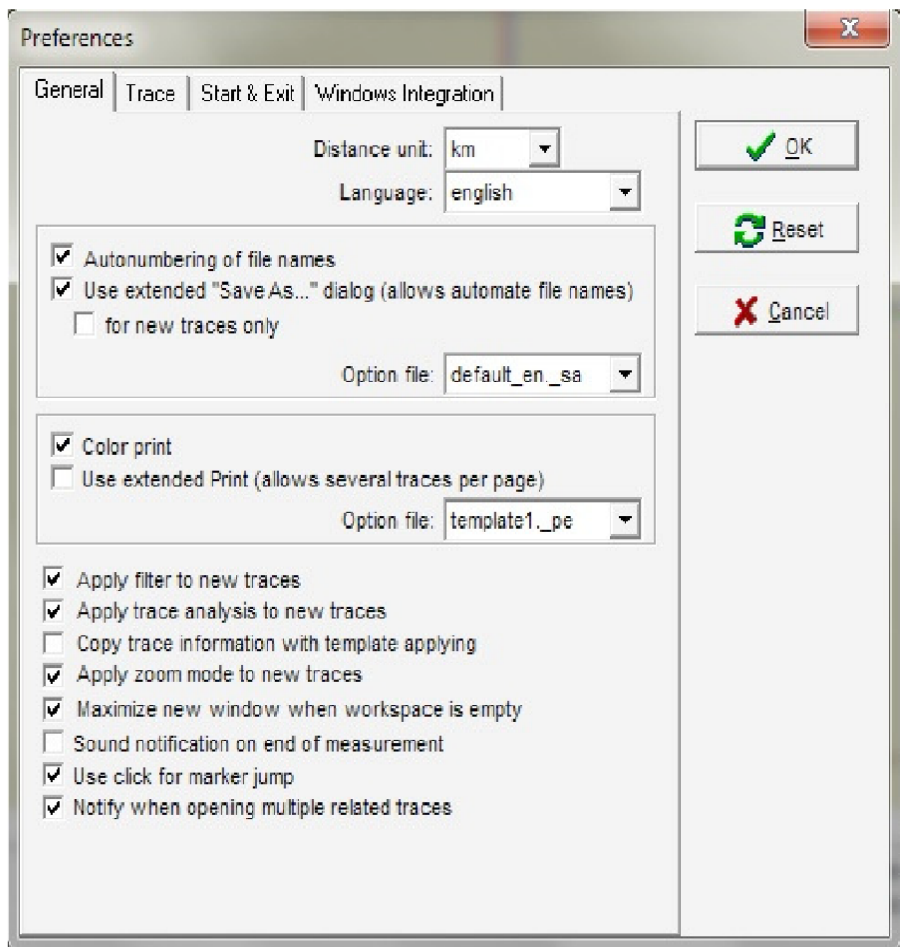 Preferences
General Trace Start & Exit Windows Integration
Distance unit: km
Language: english
Autonumbering of file names
Use extended "Save As..." dialog (allows automate file names)
for new traces only
Option file: default_en._sa
Color print
Use extended Print (allows several traces per page)
Option file: template1._pe
Apply filter to new traces
Apply trace analysis to new traces
Copy trace information with template applying
Apply zoom mode to new traces
Maximize new window when workspace is empty
Sound notification on end of measurement
Use click for marker jump
Notify when opening multiple related traces
OK
Reset
Cancel